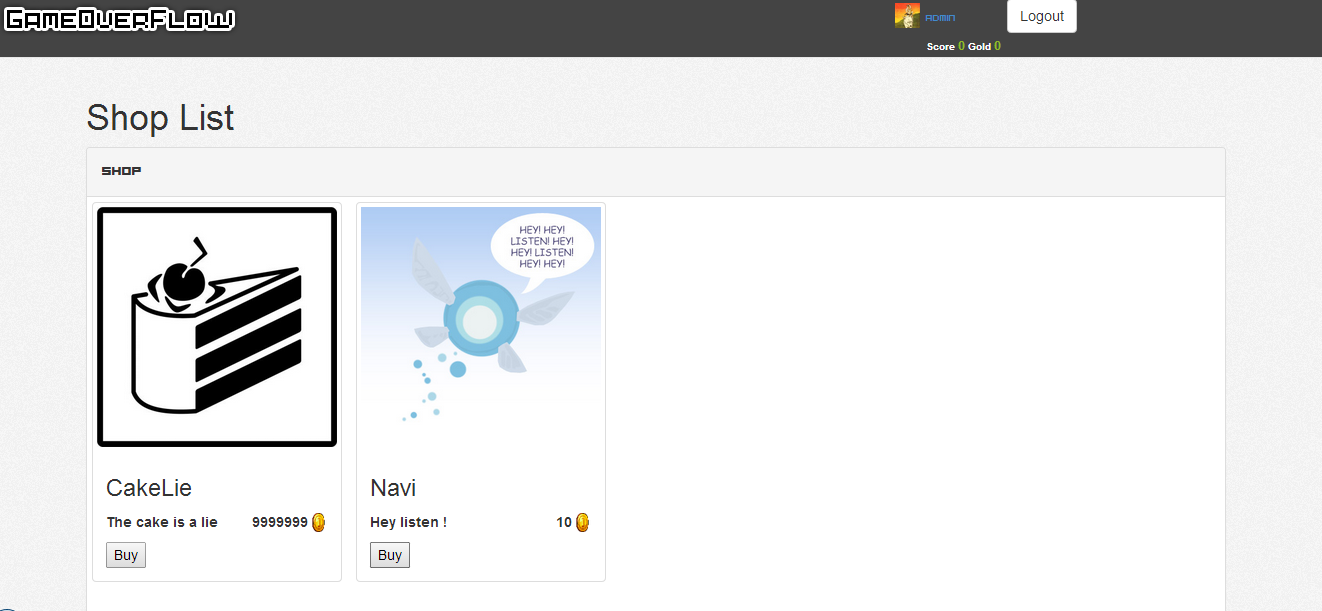 GameOverFlow
ADMIN
Logout
Score 0 Gold 0
Shop List
SHOP
HEY! HEY!
LISTEN! HEY!
HEY! LISTEN!
HEY! HEY!
CakeLie
The cake is a lie 9999999
Buy
Navi
Hey listen ! 10
Buy